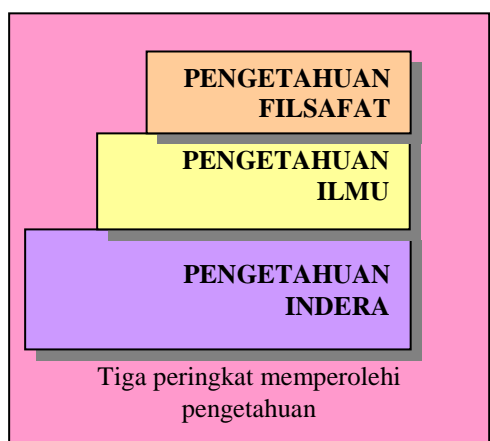 PENGETAHUAN
FILSAFAT
PENGETAHUAN
ILMU
PENGETAHUAN
INDERA
Tiga peringkat memperolehi
pengetahuan